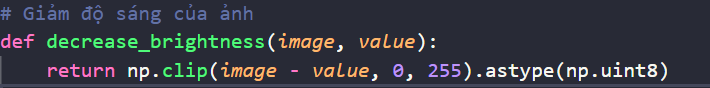 # Giảm độ sáng của ảnh
def decrease_brightness(image, value):
    return np.clip(image - value, 0, 255).astype(np.uint8)